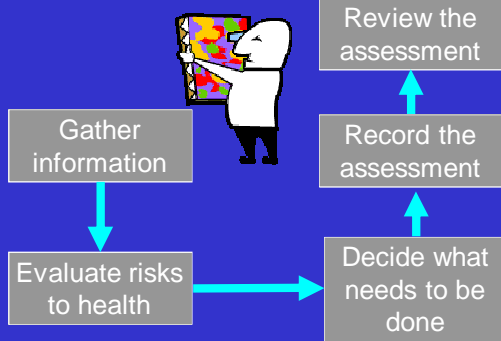 Gather
information
Evaluate risks
to health
Decide what
needs to be
done
Record the
assessment
Review the
assessment